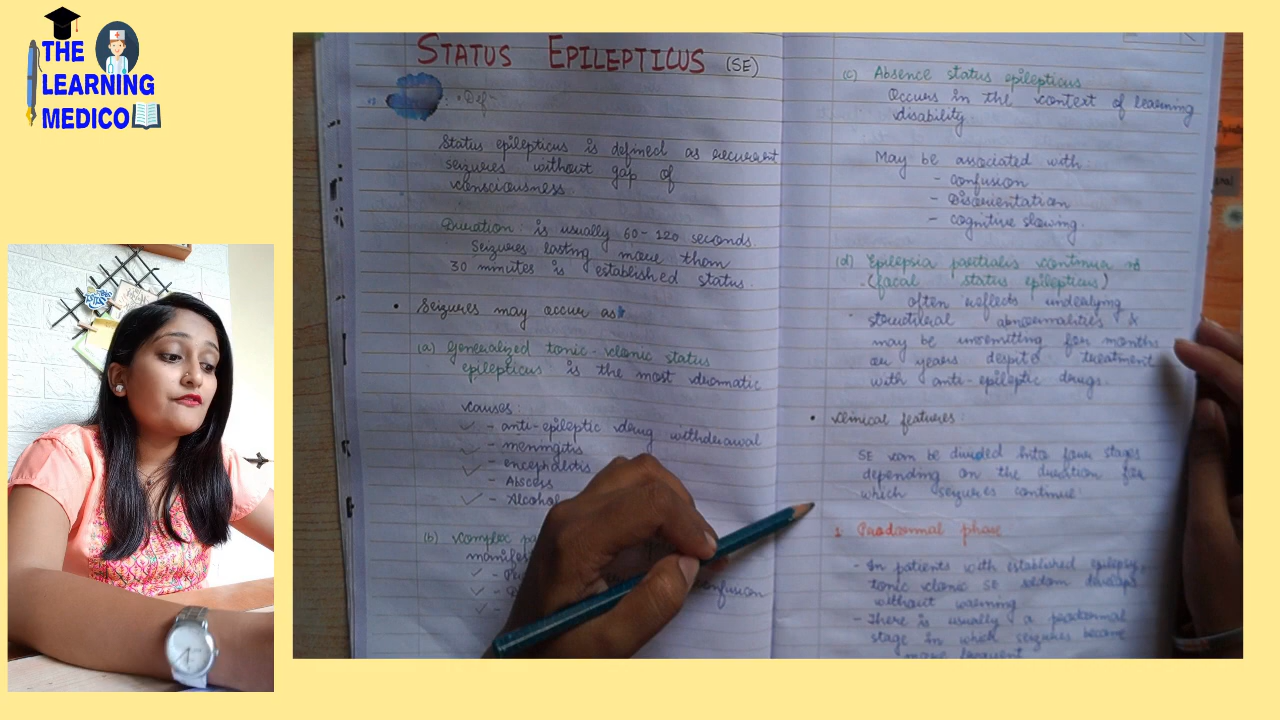 THE
LEARNING
MEDICO
STATUS EPILEPTICUS (SE)
: • Def -
Status epilepticus is defined as recurrent
seizures without gap of
consciousness.
Duration: is usually 60-120 seconds.
Seizures lasting more than
30 minutes is established status.
• Seizures may occur as
(a) Generalized tonic-clonic status
epilepticus is the most dramatic
Causes:
- anti-epileptic drug withdrawal
- meningitis
- encephalitis
- Abscess
- Alcohol
(b) Complex pa
manifes
confusion
(c) Absence status epilepticus
Occurs in the context of learning
disability.
May be associated with.
- confusion
- Disorientation
- cognitive slowing.
(d) Epilepsia partialis continua
(focal status epilepticus)
often reflects underlying
structural abnormalities &
may be unremitting for months
or years despite treatment
with anti-epileptic drugs.
• Clinical features:
SE can be divided into four stages
depending on the duration for
which seizures continue:
1 Prodromal phase
- In patients with established epilepsy,
tonic clonic SE seldom develops
without warning
- There is usually a prodromal
stage in which seizures become
more frequent